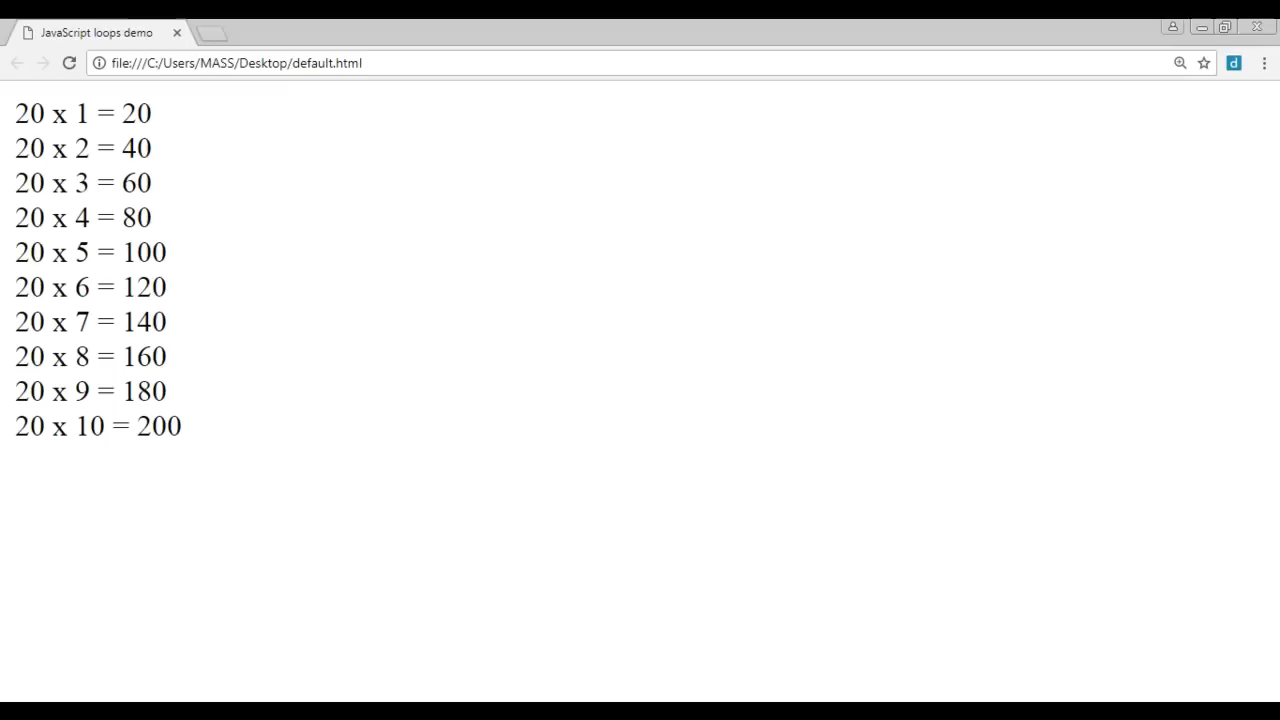 JavaScript loops demo
file:///C:/Users/MASS/Desktop/default.html
d
20 x 1 = 20
20 x 2 = 40
20 x 3 = 60
20 x 4 = 80
20 x 5 = 100
20 x 6 = 120
20 x 7 = 140
20 x 8 = 160
20 x 9 = 180
20 x 10 = 200